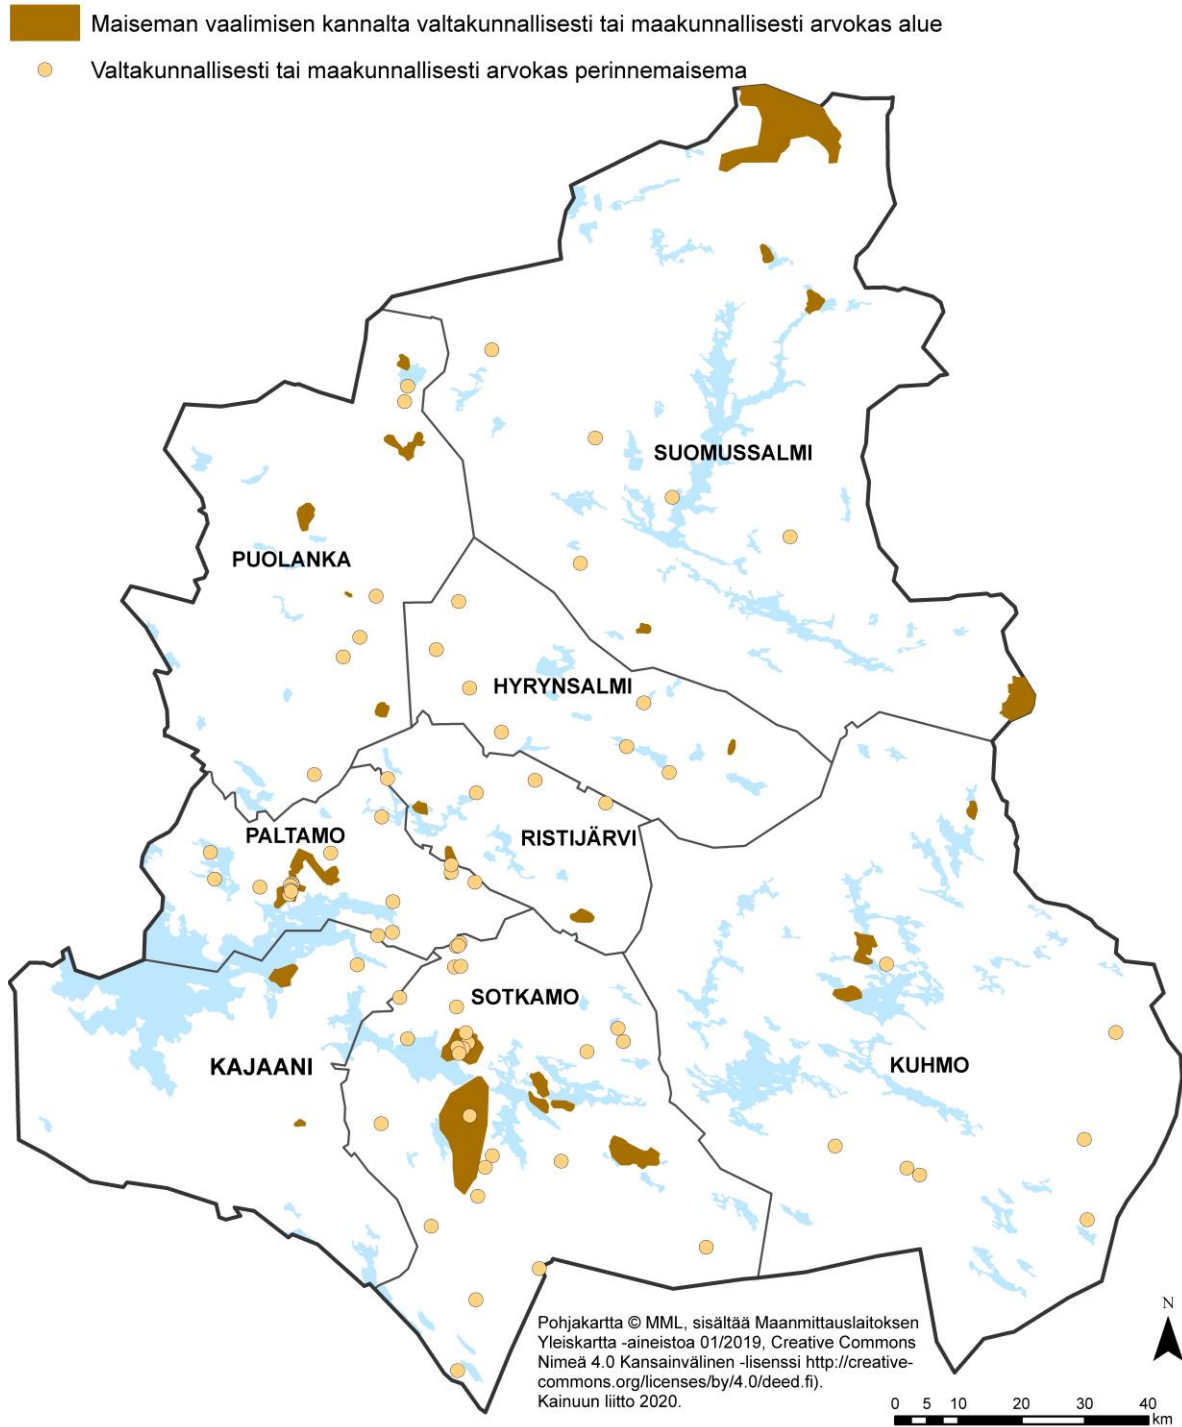 Maiseman vaalimisen kannalta valtakunnallisesti tai maakunnallisesti arvokas alue
Valtakunnallisesti tai maakunnallisesti arvokas perinnemaisema
SUOMUSSALMI
PUOLANKA
HYRYNSALMI
PALTAMO
RISTIJÄRVI
SOTKAMO
KAJAANI
KUHMO
Pohjakartta © MML, sisältää Maanmittauslaitoksen
Yleiskartta -aineistoa 01/2019, Creative Commons
Nimeä 4.0 Kansainvälinen -lisenssi http://creative-
commons.org/licenses/by/4.0/deed.fi).
Kainuun liitto 2020.
N
0 5 10 20 30 40
km